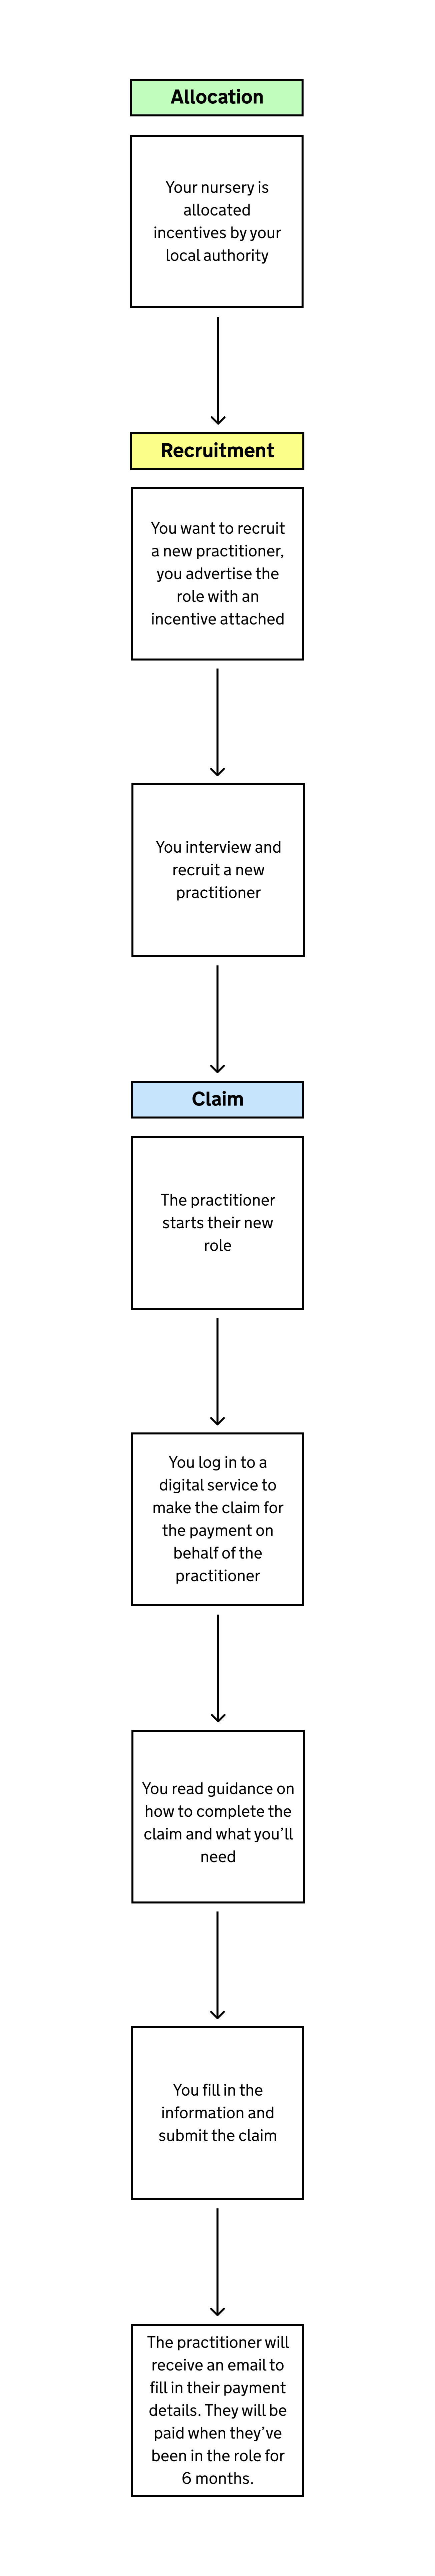 Allocation
Your nursery is
allocated
incentives by your
local authority
Recruitment
You want to recruit
a new practitioner,
you advertise the
role with an
incentive attached
You interview and
recruit a new
practitioner
Claim
The practitioner
starts their new
role
You log in to a
digital service to
make the claim for
the payment on
behalf of the
practitioner
You read guidance on
how to complete the
claim and what you'll
need
You fill in the
information and
submit the claim
The practitioner will
receive an email to
fill in their payment
details. They will be
paid when they've
been in the role for
6 months.